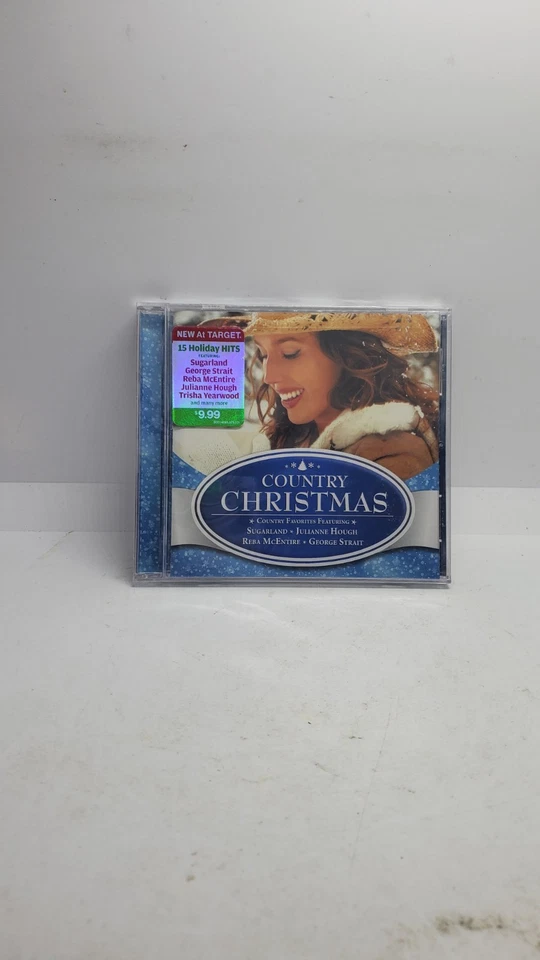 NEW At TARGET.
15 Holiday HITS
FEATURING:
Sugarland
George Strait
Reba McEntire
Julianne Hough
Trisha Yearwood
and many more
$9.99
COUNTRY
CHRISTMAS
COUNTRY FAVORITES FEATURING
SUGARLAND • JULIANNE HOUGH
REBA MCENTIRE • GEORGE STRAIT